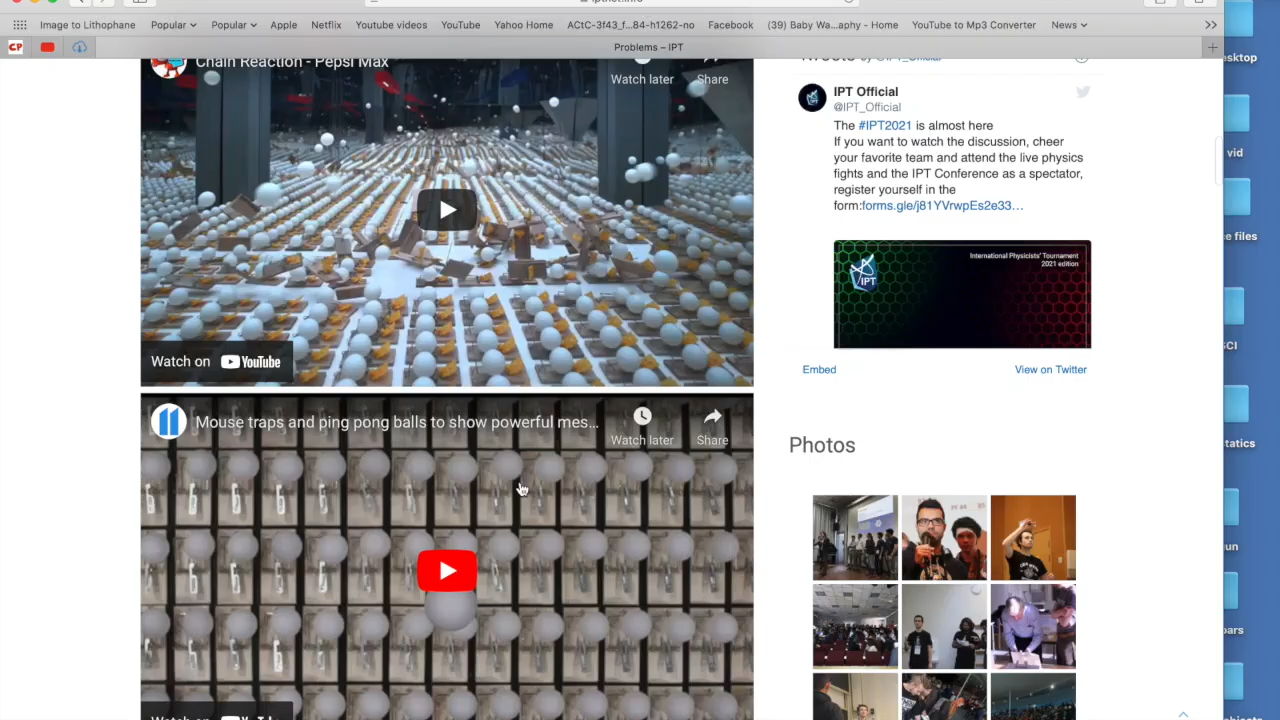 Image to Lithophane Popular Popular Apple Netflix Youtube videos YouTube Yahoo Home ACtC-3f43_f...84-h1262-no Facebook (39) Baby Wa...aphy - Home YouTube to Mp3 Converter News
CP
Problems – IPT
Chain Reaction - Pepsi Max
Watch later Share
Watch on YouTube
Mouse traps and ping pong balls to show powerful mes...
Watch later Share
IPT Official
@IPT_Official
The #IPT2021 is almost here
If you want to watch the discussion, cheer
your favorite team and attend the live physics
fights and the IPT Conference as a spectator,
register yourself in the
form:forms.gle/j81YVrwpEs2e33…
International Physicists' Tournament
2021 edition
IPT
Embed View on Twitter
Photos
vid